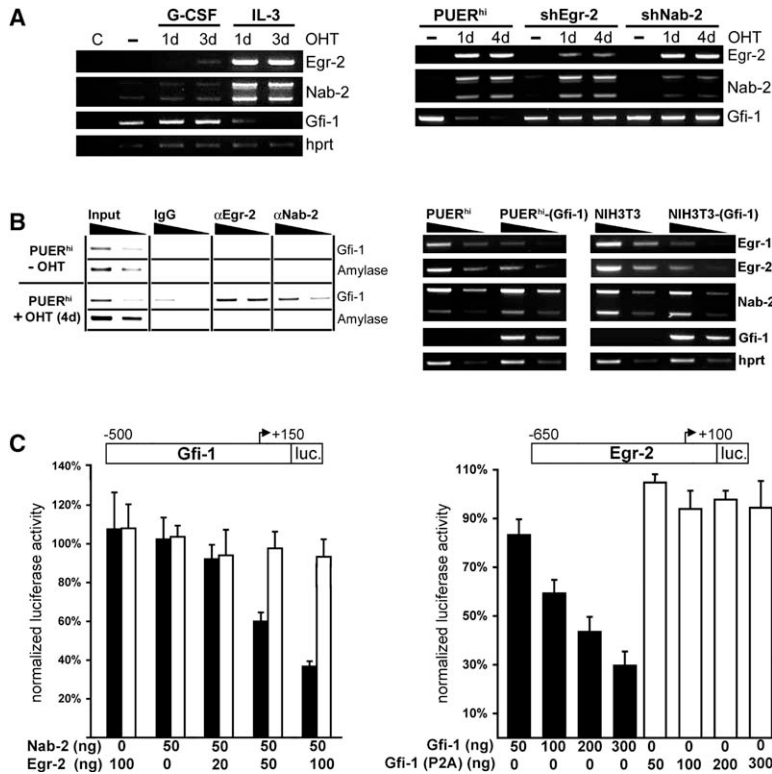 A
G-CSF IL-3
C – 1d 3d 1d 3d OHT
Egr-2
Nab-2
Gfi-1
hprt
PUERhi shEgr-2 shNab-2
– 1d 4d – 1d 4d – 1d 4d OHT
Egr-2
Nab-2
Gfi-1
B
Input IgG αEgr-2 αNab-2
PUERhi
- OHT
Gfi-1
Amylase
PUERhi
+ OHT (4d)
Gfi-1
Amylase
PUERhi PUERhi-(Gfi-1) NIH3T3 NIH3T3-(Gfi-1)
Egr-1
Egr-2
Nab-2
Gfi-1
hprt
C
-500 +150
Gfi-1 luc.
normalized luciferase activity
140%
120%
100%
80%
60%
40%
20%
Nab-2 (ng) 0 50 50 50 50
Egr-2 (ng) 100 0 20 50 100
-650 +100
Egr-2 luc.
normalized luciferase activity
110%
90%
70%
50%
30%
10%
Gfi-1 (ng) 50 100 200 300 0 0 0 0
Gfi-1 (P2A) (ng) 0 0 0 0 50 100 200 300